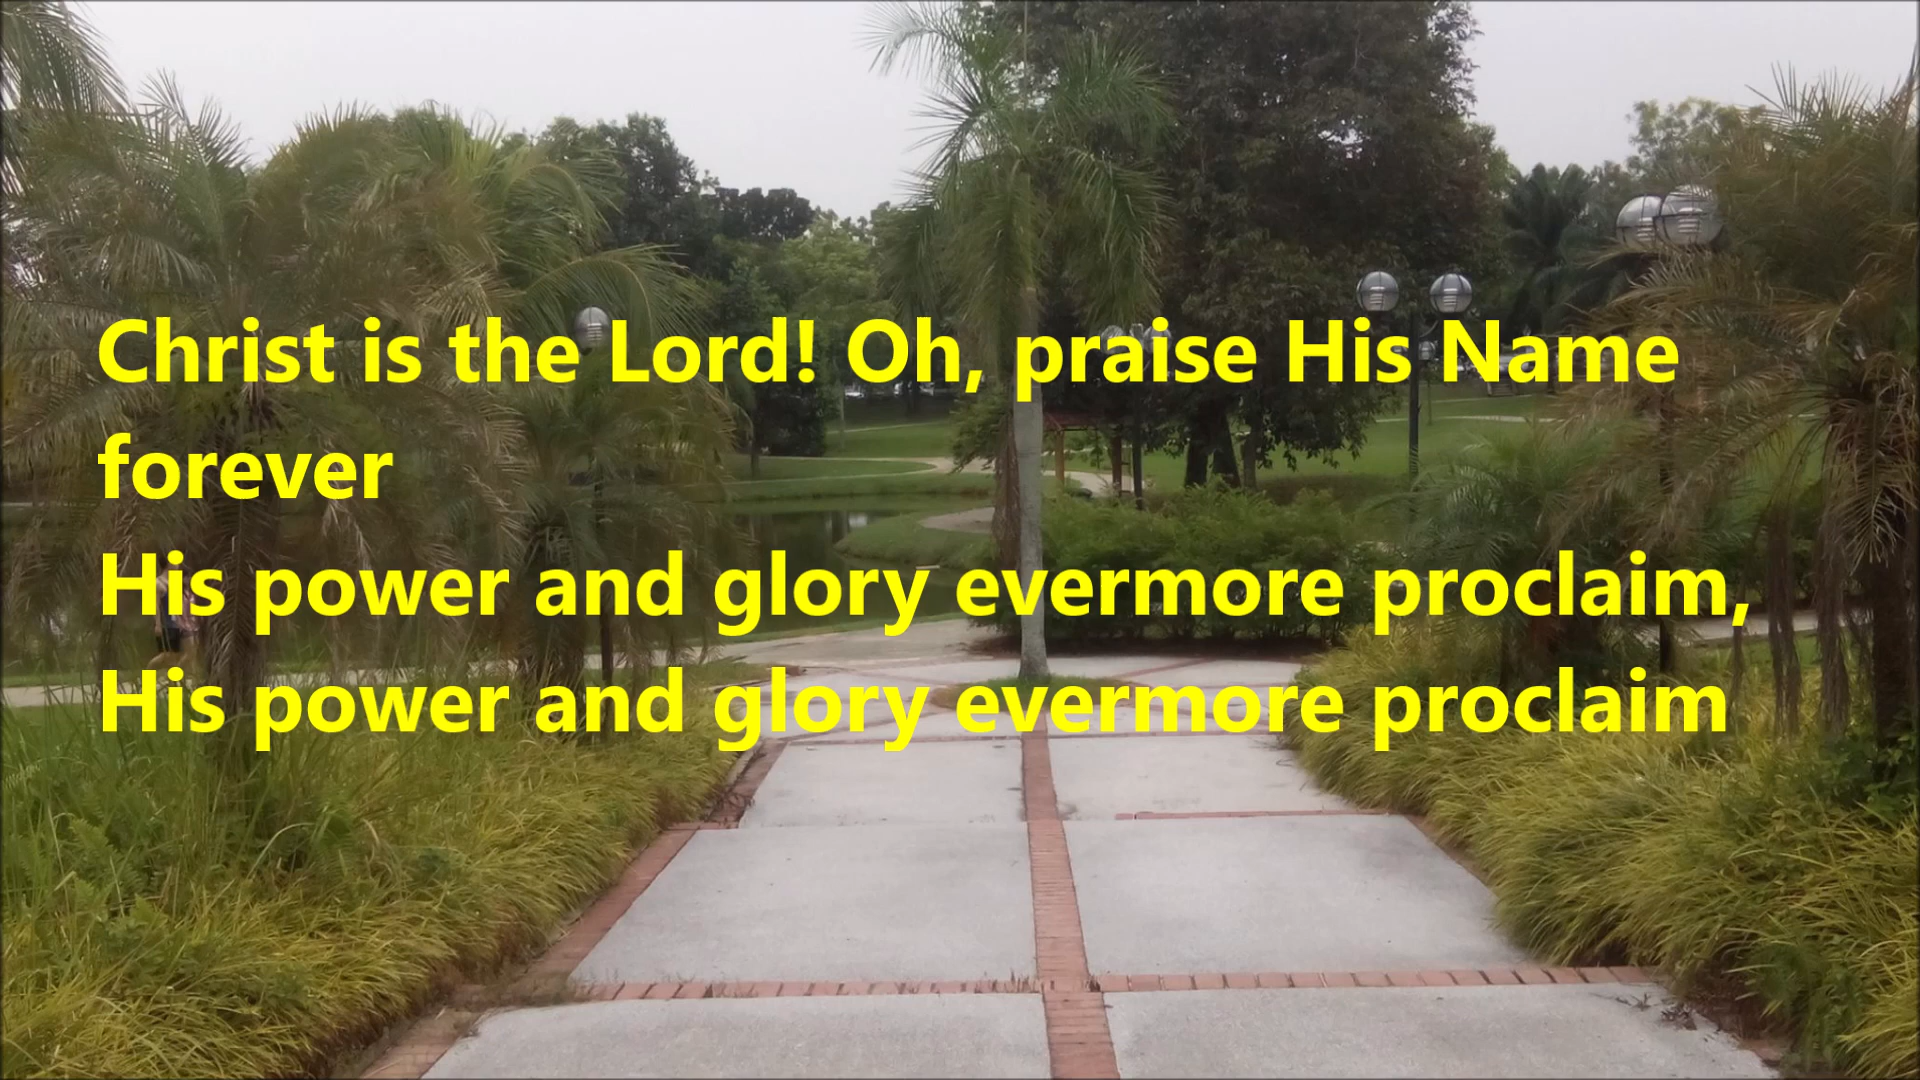 Christ is the Lord! Oh, praise His Name
forever
His power and glory evermore proclaim,
His power and glory evermore proclaim